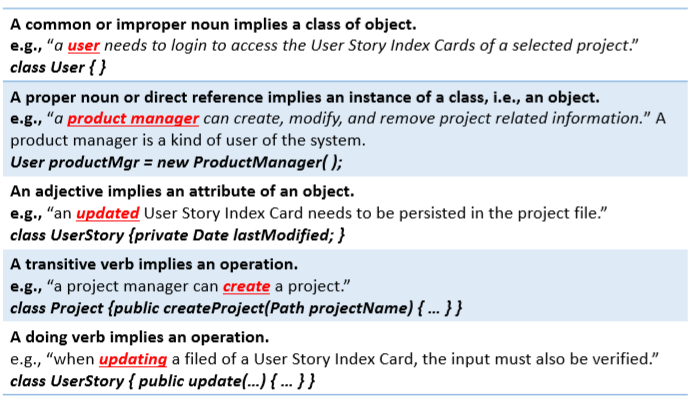 A common or improper noun implies a class of object.
e.g., “a user needs to login to access the User Story Index Cards of a selected project.”
class User { }
A proper noun or direct reference implies an instance of a class, i.e., an object.
e.g., “a product manager can create, modify, and remove project related information.” A
product manager is a kind of user of the system.
User productMgr = new ProductManager( );
An adjective implies an attribute of an object.
e.g., “an updated User Story Index Card needs to be persisted in the project file.”
class UserStory {private Date lastModified; }
A transitive verb implies an operation.
e.g., “a project manager can create a project.”
class Project {public createProject(Path projectName) { … } }
A doing verb implies an operation.
e.g., “when updating a filed of a User Story Index Card, the input must also be verified.”
class UserStory { public update(…) { … } }